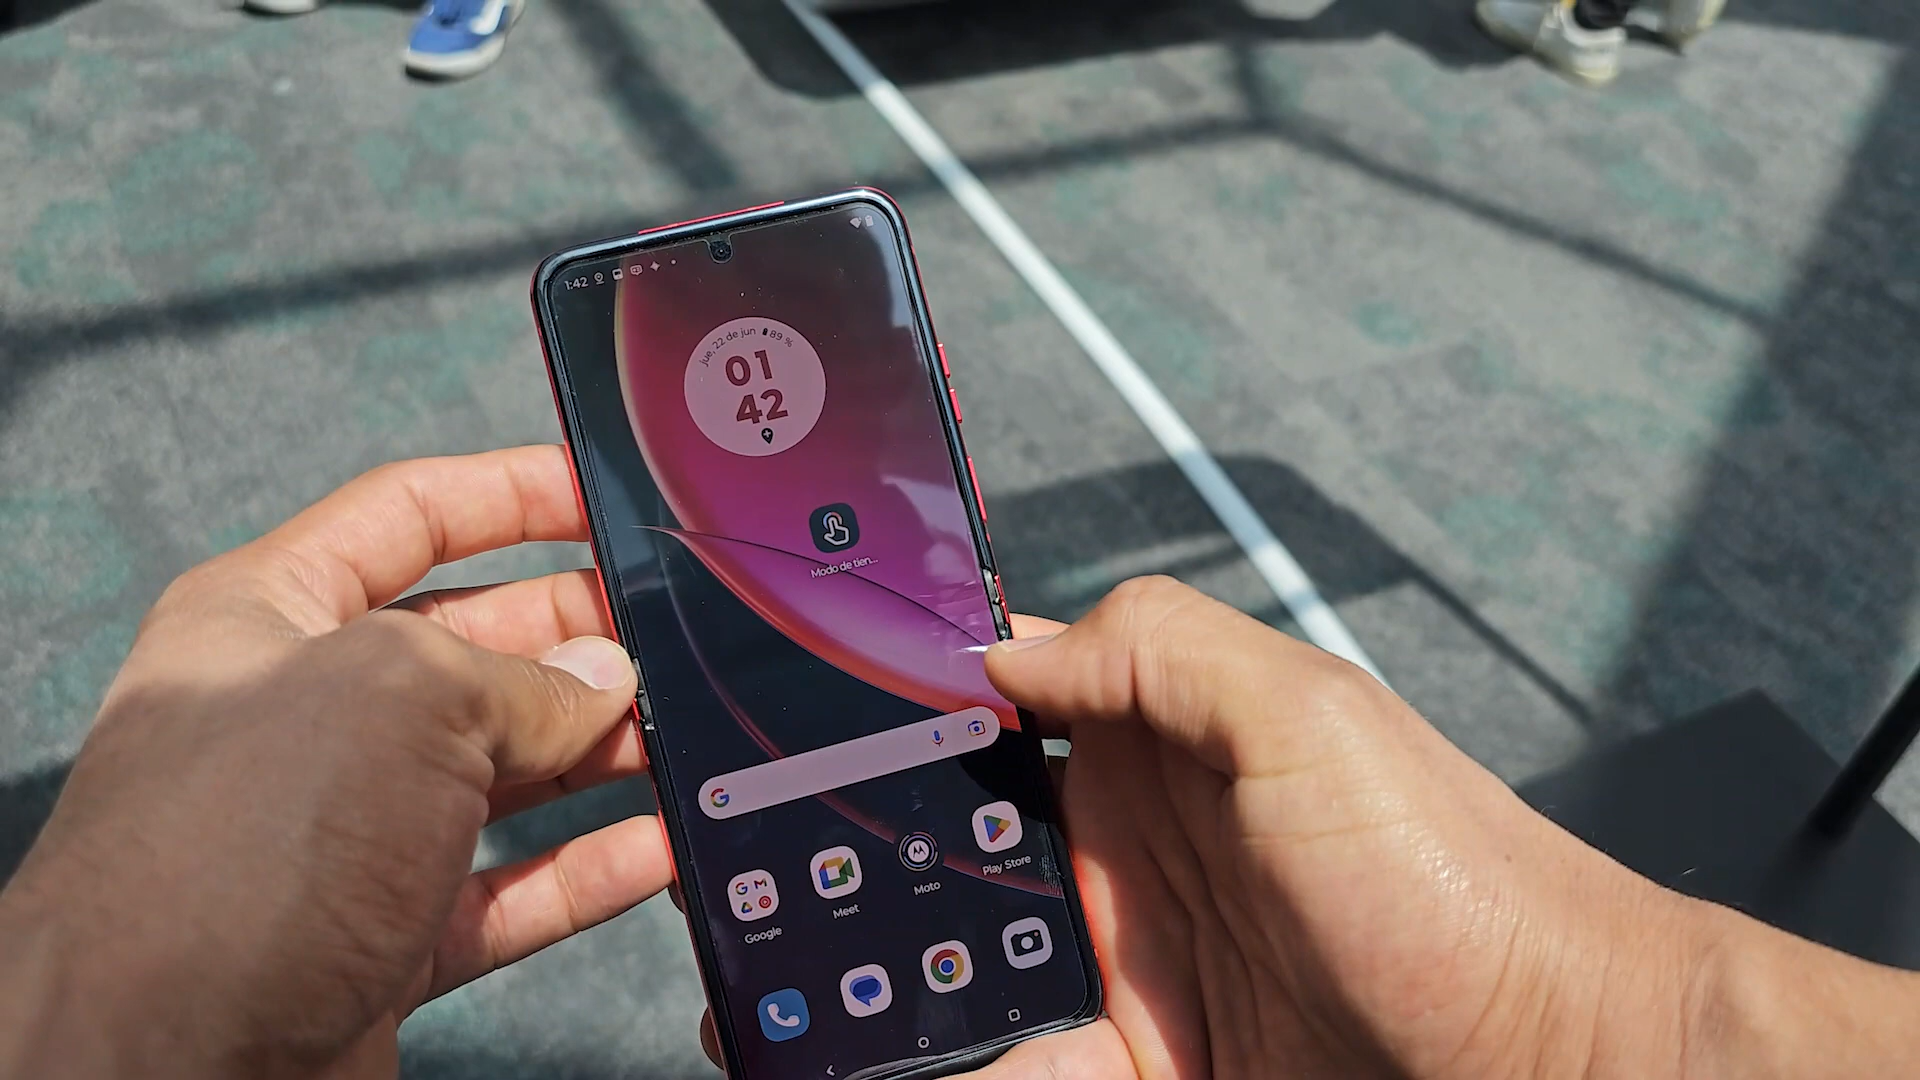 1:42
jue, 22 de jun 89 %
01
42
Modo de tien...
G
G M
Google
Meet
Moto
Play Store